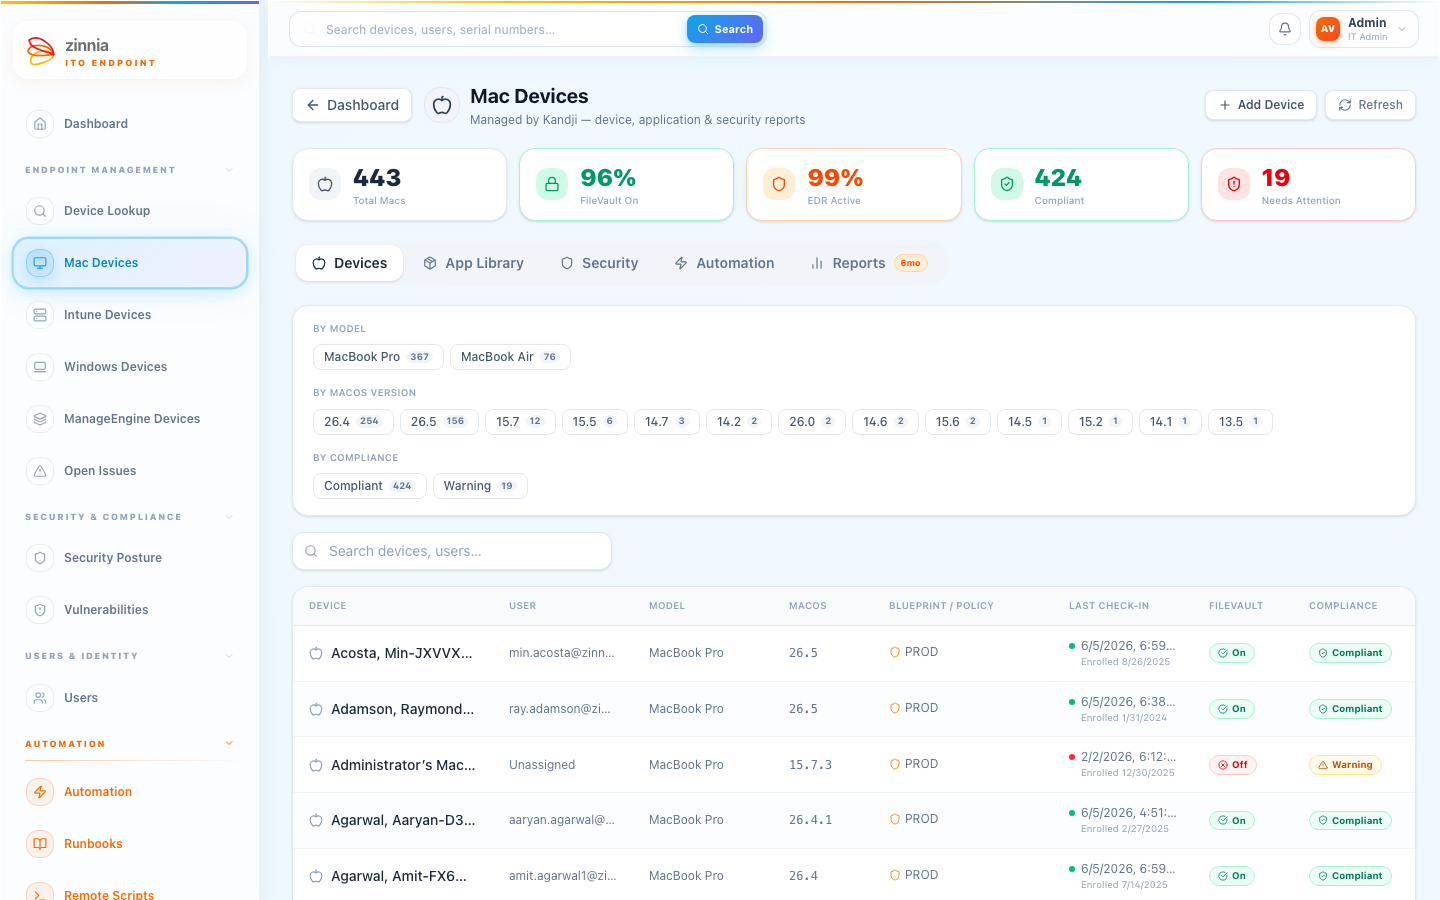 zinnia
ITO ENDPOINT
Search devices, users, serial numbers...
Search
AV
Admin
IT Admin
Dashboard
ENDPOINT MANAGEMENT
Device Lookup
Mac Devices
Intune Devices
Windows Devices
ManageEngine Devices
Open Issues
SECURITY & COMPLIANCE
Security Posture
Vulnerabilities
USERS & IDENTITY
Users
AUTOMATION
Automation
Runbooks
Remote Scripts
Dashboard
Mac Devices
Managed by Kandji — device, application & security reports
Add Device
Refresh
443
Total Macs
96%
FileVault On
99%
EDR Active
424
Compliant
19
Needs Attention
Devices
App Library
Security
Automation
Reports 6mo
BY MODEL
MacBook Pro 367 MacBook Air 76
BY MACOS VERSION
26.4 254 26.5 156 15.7 12 15.5 6 14.7 3 14.2 2 26.0 2 14.6 2 15.6 2 14.5 1 15.2 1 14.1 1 13.5 1
BY COMPLIANCE
Compliant 424 Warning 19
Search devices, users...
DEVICE USER MODEL MACOS BLUEPRINT / POLICY LAST CHECK-IN FILEVAULT COMPLIANCE
Acosta, Min-JXVVX... min.acosta@zinn... MacBook Pro 26.5 PROD 6/5/2026, 6:59... On Compliant
Enrolled 8/26/2025
Adamson, Raymond... ray.adamson@zi... MacBook Pro 26.5 PROD 6/5/2026, 6:38... On Compliant
Enrolled 1/31/2024
Administrator’s Mac... Unassigned MacBook Pro 15.7.3 PROD 2/2/2026, 6:12:... Off Warning
Enrolled 12/30/2025
Agarwal, Aaryan-D3... aaryan.agarwal@... MacBook Pro 26.4.1 PROD 6/5/2026, 4:51:... On Compliant
Enrolled 2/27/2025
Agarwal, Amit-FX6... amit.agarwal1@zi... MacBook Pro 26.4 PROD 6/5/2026, 6:59... On Compliant
Enrolled 7/14/2025